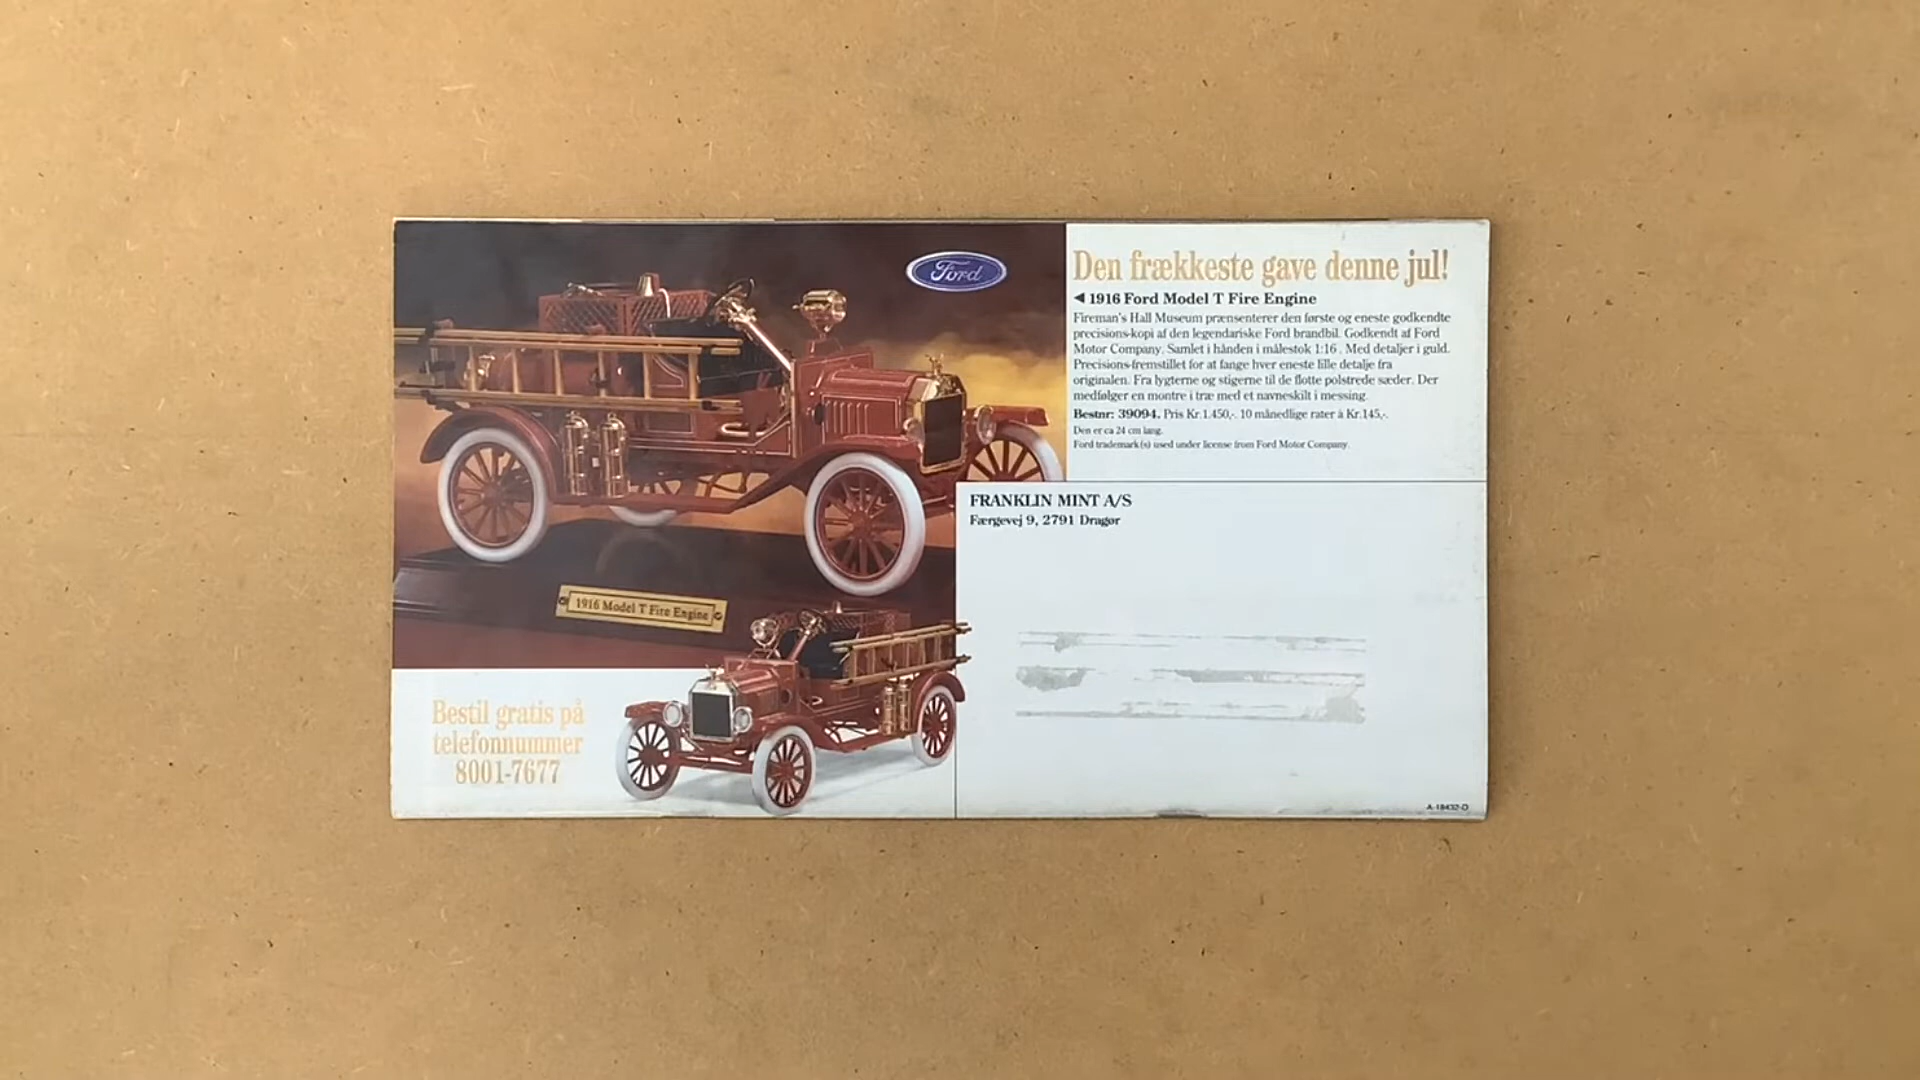 Ford
Den frækkeste gave denne jul!
◀ 1916 Ford Model T Fire Engine
Fireman's Hall Museum prænsenterer den første og eneste godkendte
precisions-kopi af den legendariske Ford brandbil. Godkendt af Ford
Motor Company. Samlet i hånden i målestok 1:16 . Med detaljer i guld.
Precisions-fremstillet for at fange hver eneste lille detalje fra
originalen. Fra lygterne og stigerne til de flotte polstrede sæder. Der
medfølger en montre i træ med et navneskilt i messing.
Bestnr: 39094. Pris Kr. 1.450,-. 10 månedlige rater à Kr.145,-.
Den er ca 24 cm lang.
Ford trademark(s) used under license from Ford Motor Company.
FRANKLIN MINT A/S
Færgevej 9, 2791 Dragør
1916 Model T Fire Engine
Bestil gratis på
telefonnummer
8001-7677
A-18432-D